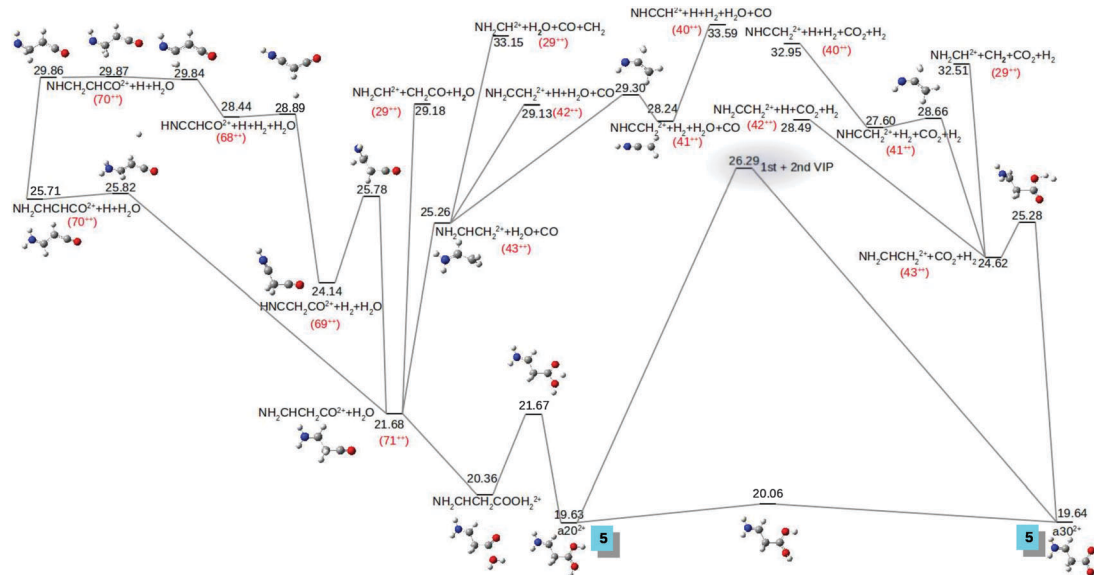 NH₂CH²⁺+H₂O+CO+CH₂
33.15 (29⁺⁺)
NHCCH²⁺+H+H₂+H₂O+CO
(40⁺⁺) 33.59
NHCCH₂²⁺+H+H₂+CO₂+H₂
32.95 (40⁺⁺)
NH₂CH²⁺+CH₂+CO₂+H₂
32.51 (29⁺⁺)
29.86
29.87
29.84
NHCH₂CHCO²⁺+H+H₂O
(70⁺⁺)
28.44
28.89
HNCCHCO²⁺+H+H₂+H₂O
(68⁺⁺)
NH₂CH²⁺+CH₂CO+H₂O
(29⁺⁺) 29.18
NH₂CCH₂²⁺+H+H₂O+CO
29.13 (42⁺⁺)
29.30
28.24
NHCCH₂²⁺+H₂+H₂O+CO
(41⁺⁺)
NH₂CCH₂²⁺+H+CO₂+H₂
(42⁺⁺) 28.49
27.60
28.66
NHCCH₂²⁺+H₂+CO₂+H₂
(41⁺⁺)
26.29 1st + 2nd VIP
25.71
25.82
NH₂CHCHCO²⁺+H+H₂O
(70⁺⁺)
25.78
25.26
NH₂CHCH₂²⁺+H₂O+CO
(43⁺⁺)
25.28
NH₂CHCH₂²⁺+CO₂+H₂
24.62
(43⁺⁺)
24.14
HNCCH₂CO²⁺+H₂+H₂O
(69⁺⁺)
NH₂CHCH₂CO²⁺+H₂O
21.68
(71⁺⁺)
21.67
20.36
NH₂CHCH₂COOH₂²⁺
19.63
a20²⁺
5
20.06
19.64
5
a30²⁺